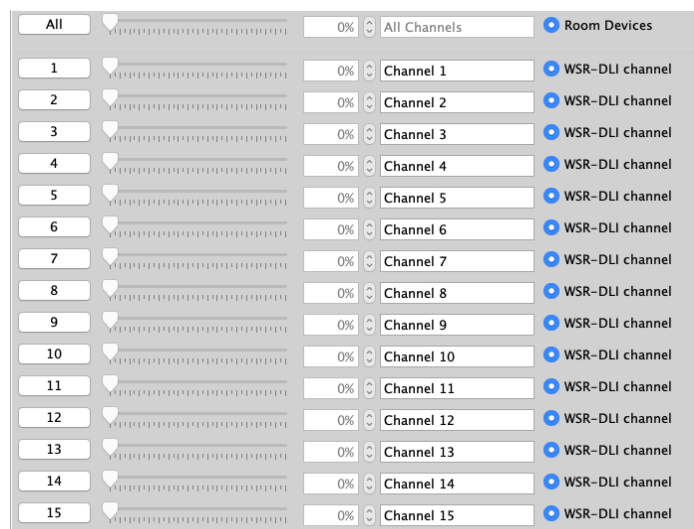 All 0% All Channels Room Devices
1 0% Channel 1 WSR-DLI channel
2 0% Channel 2 WSR-DLI channel
3 0% Channel 3 WSR-DLI channel
4 0% Channel 4 WSR-DLI channel
5 0% Channel 5 WSR-DLI channel
6 0% Channel 6 WSR-DLI channel
7 0% Channel 7 WSR-DLI channel
8 0% Channel 8 WSR-DLI channel
9 0% Channel 9 WSR-DLI channel
10 0% Channel 10 WSR-DLI channel
11 0% Channel 11 WSR-DLI channel
12 0% Channel 12 WSR-DLI channel
13 0% Channel 13 WSR-DLI channel
14 0% Channel 14 WSR-DLI channel
15 0% Channel 15 WSR-DLI channel